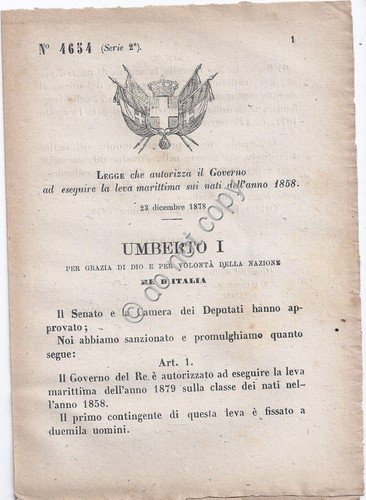 Nº 4654 (Serie 2ª).
1
LEGGE che autorizza il Governo
ad eseguire la leva marittima sui nati dell'anno 1858.
23 dicembre 1878
UMBERTO I
PER GRAZIA DI DIO E PER VOLONTÀ DELLA NAZIONE
RE D'ITALIA
Il Senato e la Camera dei Deputati hanno
approvato;
Noi abbiamo sanzionato e promulghiamo quanto
segue:
Art. 1.
Il Governo del Re è autorizzato ad eseguire la leva
marittima dell'anno 1879 sulla classe dei nati nel-
l'anno 1858.
Il primo contingente di questa leva è fissato a
duemila uomini.
do not copy